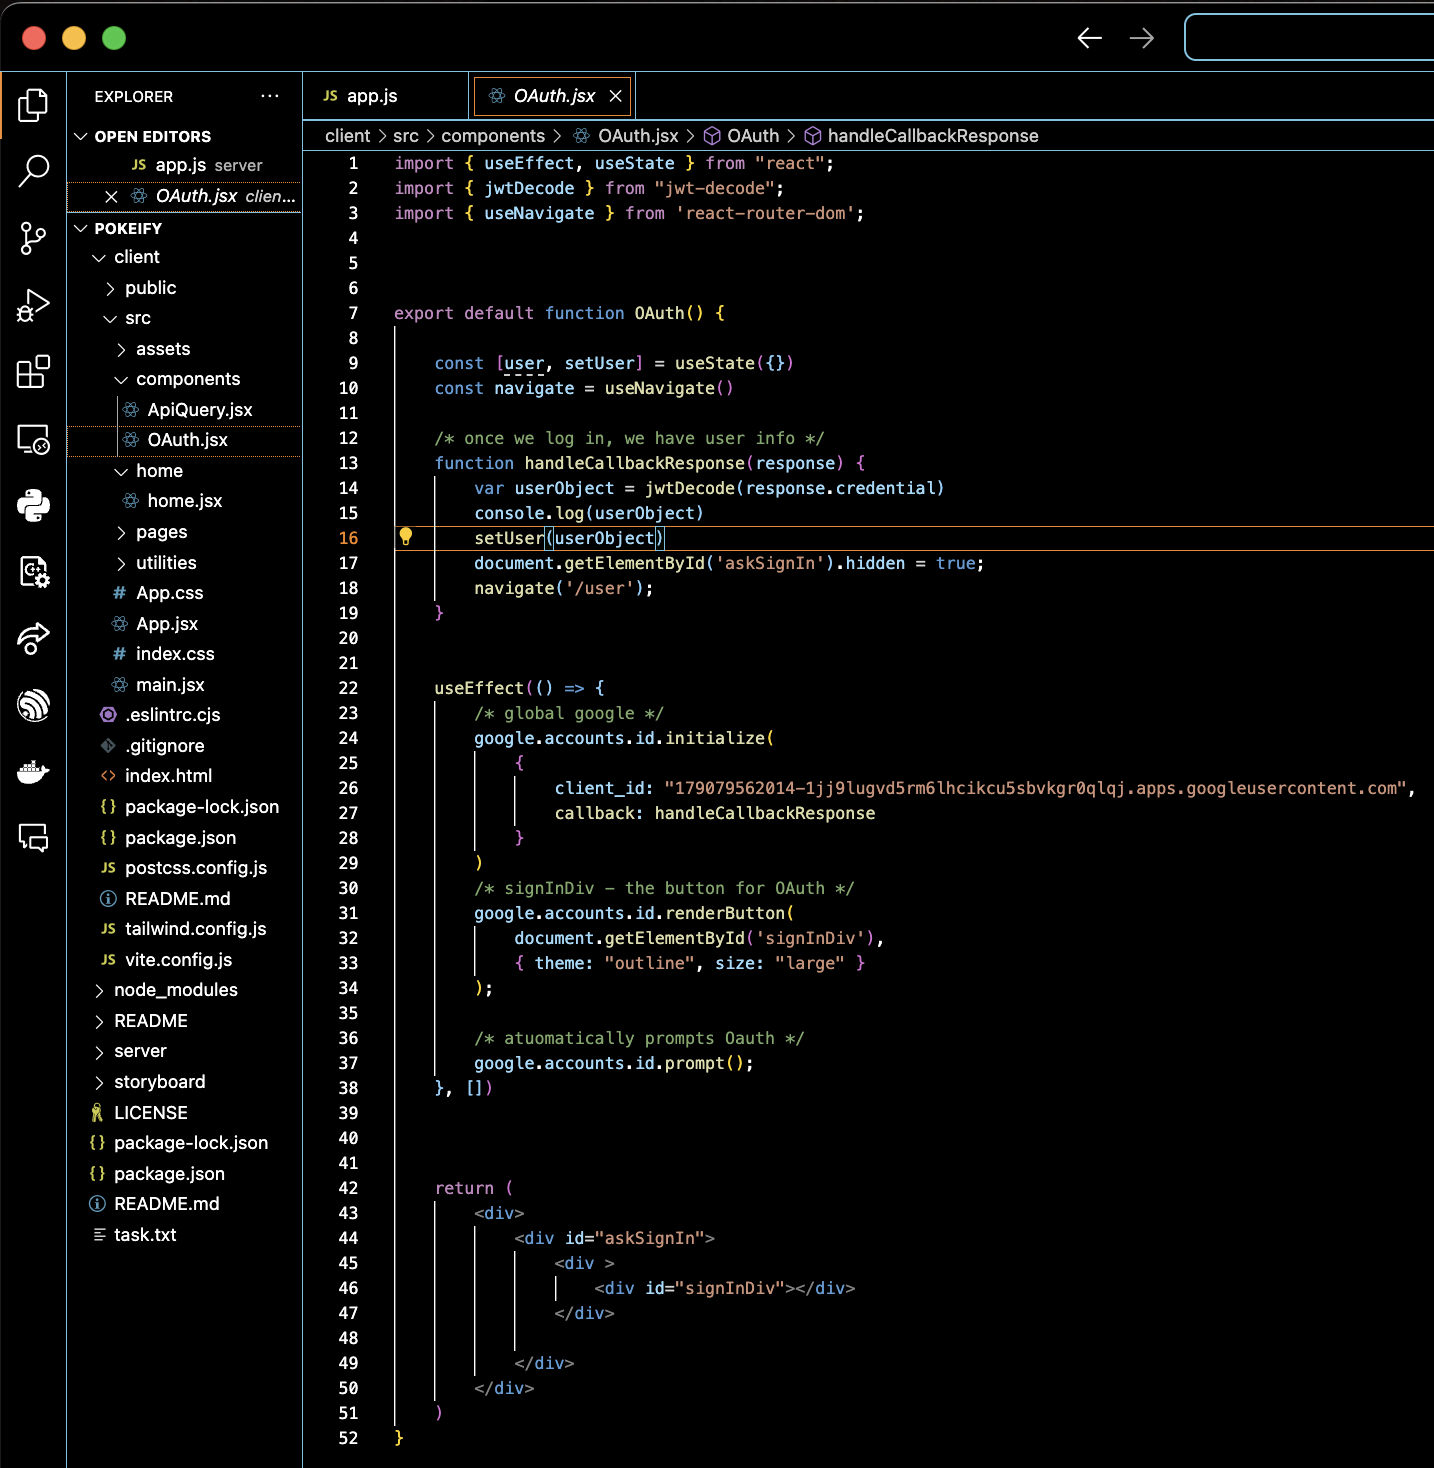 EXPLORER
OPEN EDITORS
JS app.js server
OAuth.jsx clien...
POKEIFY
client
public
src
assets
components
ApiQuery.jsx
OAuth.jsx
home
home.jsx
pages
utilities
# App.css
App.jsx
# index.css
main.jsx
.eslintrc.cjs
.gitignore
<> index.html
{} package-lock.json
{} package.json
JS postcss.config.js
README.md
JS tailwind.config.js
JS vite.config.js
node_modules
README
server
storyboard
LICENSE
{} package-lock.json
{} package.json
README.md
task.txt
JS app.js
OAuth.jsx
client > src > components > OAuth.jsx > OAuth > handleCallbackResponse
1 import { useEffect, useState } from "react";
2 import { jwtDecode } from "jwt-decode";
3 import { useNavigate } from 'react-router-dom';
4
5
6
7 export default function OAuth() {
8
9 const [user, setUser] = useState({})
10 const navigate = useNavigate()
11
12 /* once we log in, we have user info */
13 function handleCallbackResponse(response) {
14 var userObject = jwtDecode(response.credential)
15 console.log(userObject)
16 setUser(userObject)
17 document.getElementById('askSignIn').hidden = true;
18 navigate('/user');
19 }
20
21
22 useEffect(() => {
23 /* global google */
24 google.accounts.id.initialize(
25 {
26 client_id: "179079562014-1jj9lugvd5rm6lhcikcu5sbvkgr0qlqj.apps.googleusercontent.com",
27 callback: handleCallbackResponse
28 }
29 )
30 /* signInDiv - the button for OAuth */
31 google.accounts.id.renderButton(
32 document.getElementById('signInDiv'),
33 { theme: "outline", size: "large" }
34 );
35
36 /* atuomatically prompts Oauth */
37 google.accounts.id.prompt();
38 }, [])
39
40
41
42 return (
43 <div>
44 <div id="askSignIn">
45 <div >
46 <div id="signInDiv"></div>
47 </div>
48
49 </div>
50 </div>
51 )
52 }